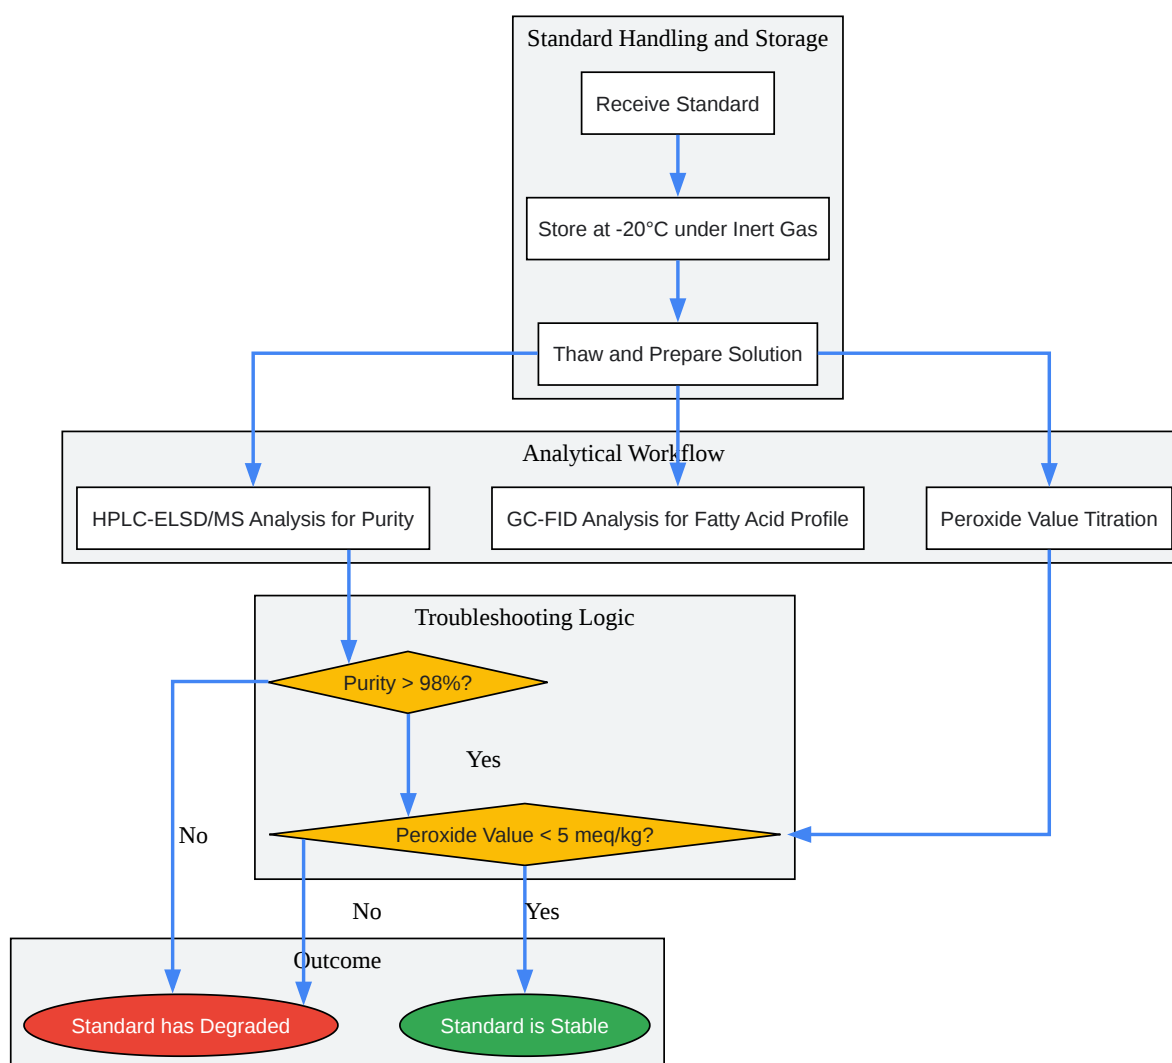 Standard Handling and Storage
Receive Standard
Store at -20°C under Inert Gas
Thaw and Prepare Solution
Analytical Workflow
HPLC-ELSD/MS Analysis for Purity
GC-FID Analysis for Fatty Acid Profile
Peroxide Value Titration
Troubleshooting Logic
Purity > 98%?
Yes
No
Peroxide Value < 5 meq/kg?
No
Yes
Outcome
Standard has Degraded
Standard is Stable